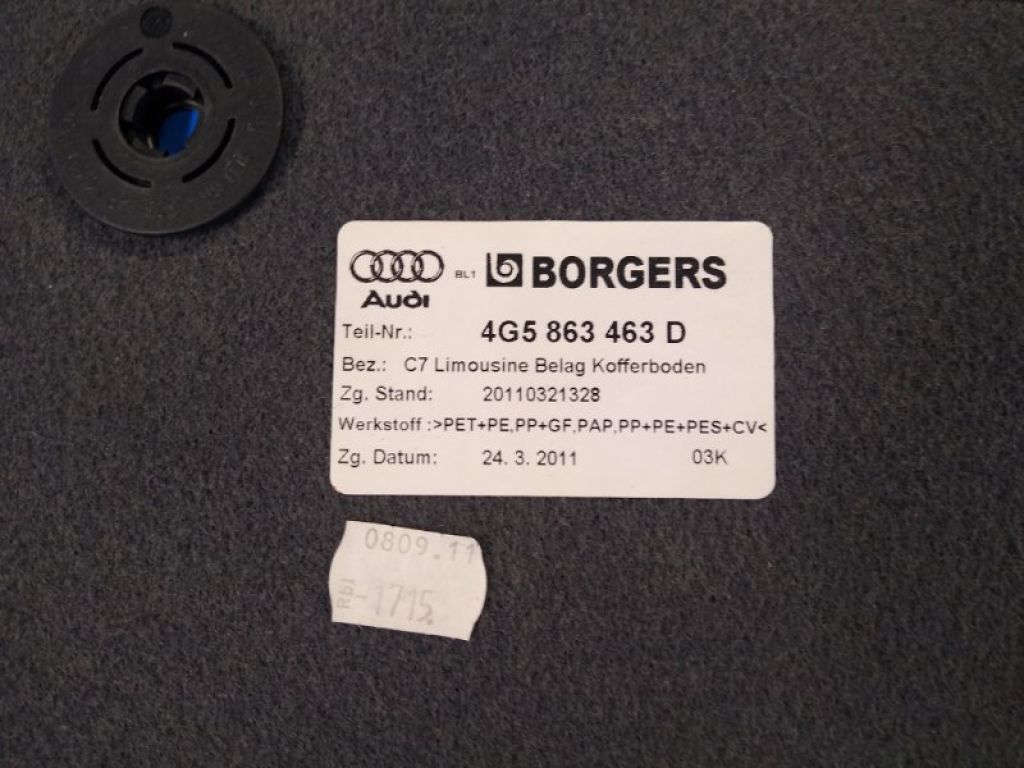 Audi BL1 BORGERS
Teil-Nr.: 4G5 863 463 D
Bez.: C7 Limousine Belag Kofferboden
Zg. Stand: 20110321328
Werkstoff :>PET+PE,PP+GF,PAP,PP+PE+PES+CV<
Zg. Datum: 24. 3. 2011 03K
0809.11
RbI -1715.